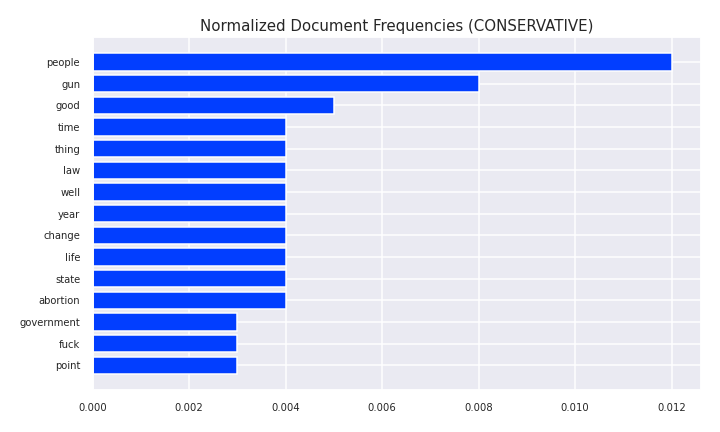 Normalized Document Frequencies (CONSERVATIVE)
people
gun
good
time
thing
law
well
year
change
life
state
abortion
government
fuck
point
0.000 0.002 0.004 0.006 0.008 0.010 0.012